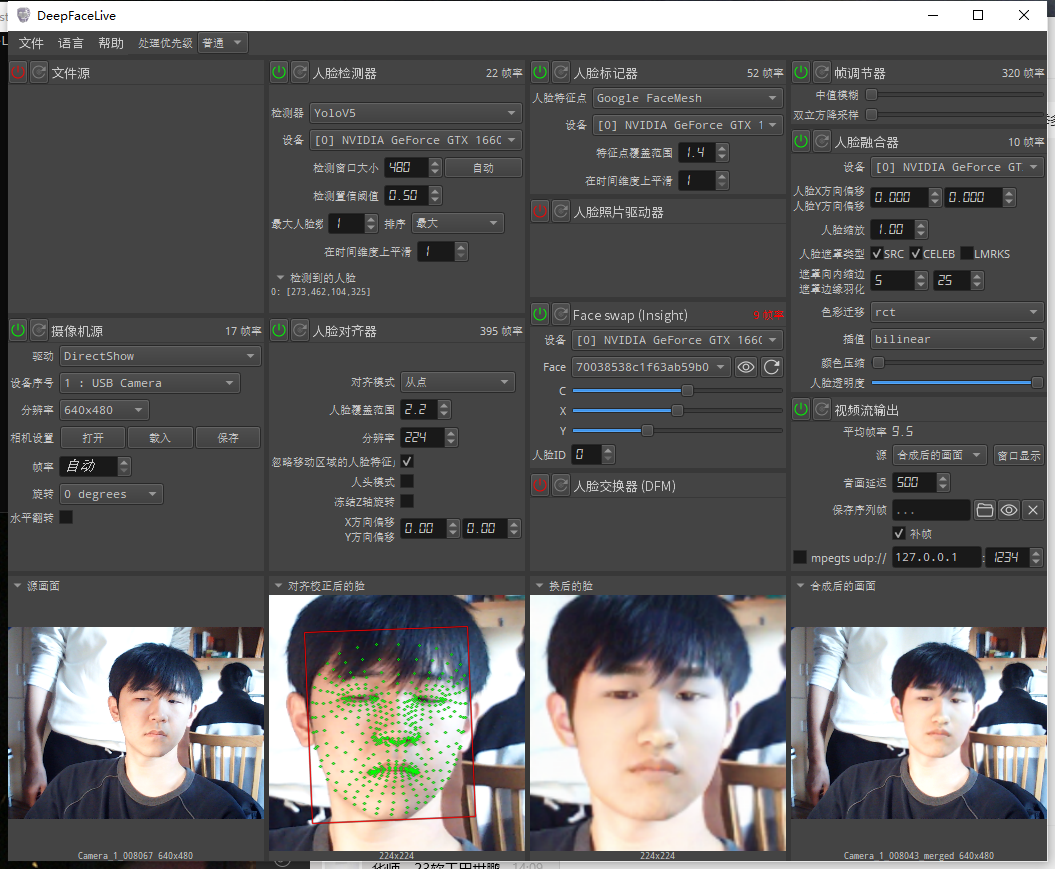 DeepFaceLive
文件 语言 帮助 处理优先级 普通
文件源
摄像机源 17 帧率
驱动 DirectShow
设备序号 1 : USB Camera
分辨率 640x480
相机设置 打开 载入 保存
帧率 自动
旋转 0 degrees
水平翻转
人脸检测器 22 帧率
检测器 YoloV5
设备 [0] NVIDIA GeForce GTX 166
检测窗口大小 480 自动
检测置信阈值 0.50
最大人脸 1 排序 最大
在时间维度上平滑 1
检测到的人脸
0: [273,462,104,325]
人脸对齐器 395 帧率
对齐模式 从点
人脸覆盖范围 2.2
分辨率 224
忽略移动区域的人脸特征
人头模式
冻结Z轴旋转
X方向偏移 0.00 0.00
Y方向偏移
人脸标记器 52 帧率
人脸特征点 Google FaceMesh
设备 [0] NVIDIA GeForce GTX 1
特征点覆盖范围 1.4
在时间维度上平滑 1
人脸照片驱动器
Face swap (Insight) 9 帧率
设备 [0] NVIDIA GeForce GTX 166
Face 70038538c1f63ab59b0
C
X
Y
人脸ID 0
人脸交换器 (DFM)
帧调节器 320 帧率
中值模糊
双立方降采样
人脸融合器 10 帧率
设备 [0] NVIDIA GeForce GT
人脸X方向偏移 0.000 0.000
人脸Y方向偏移
人脸缩放 1.00
人脸遮罩类型 SRC CELEB LMRKS
遮罩向内缩边 5 25
遮罩边缘羽化
色彩迁移 rct
插值 bilinear
颜色压缩
人脸透明度
视频流输出
平均帧率 9.5
源 合成后的画面 窗口显示
音画延迟 500
保存序列帧 ...
补帧
mpegts udp:// 127.0.0.1 : 1234
源画面
Camera_1_008067 640x480
对齐校正后的脸
224x224
换后的脸
224x224
合成后的画面
Camera_1_008043_merged 640x480
14:09